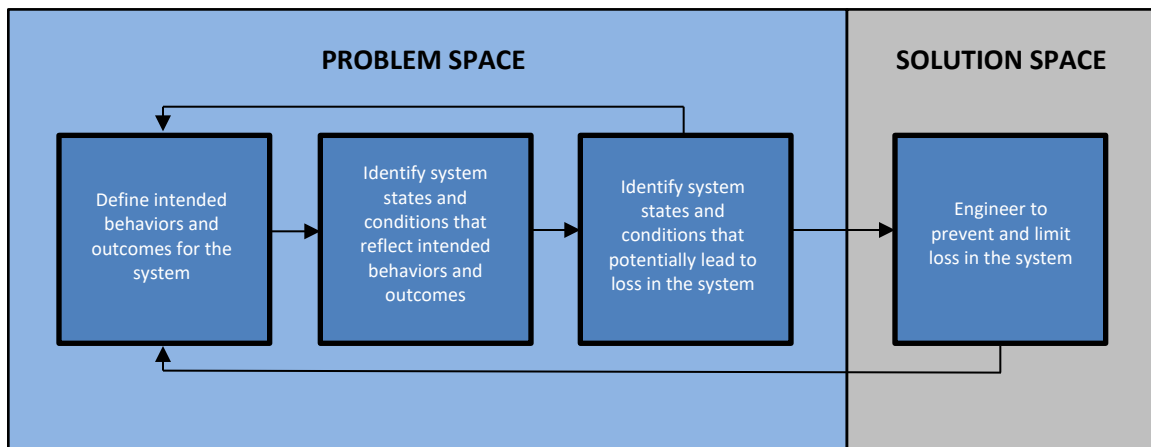 PROBLEM SPACE
SOLUTION SPACE
Define intended
behaviors and
outcomes for the
system
Identify system
states and
conditions that
reflect intended
behaviors and
outcomes
Identify system
states and
conditions that
potentially lead to
loss in the system
Engineer to
prevent and limit
loss in the system